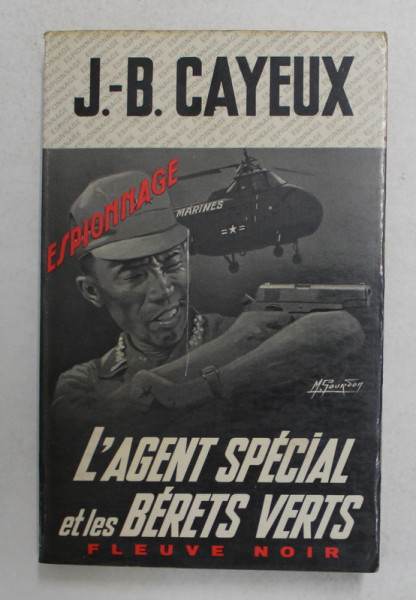 J.-B. CAYEUX
ESPIONNAGE
MARINES
M. Gourdon
L'AGENT SPÉCIAL
et les BÉRETS VERTS
FLEUVE NOIR